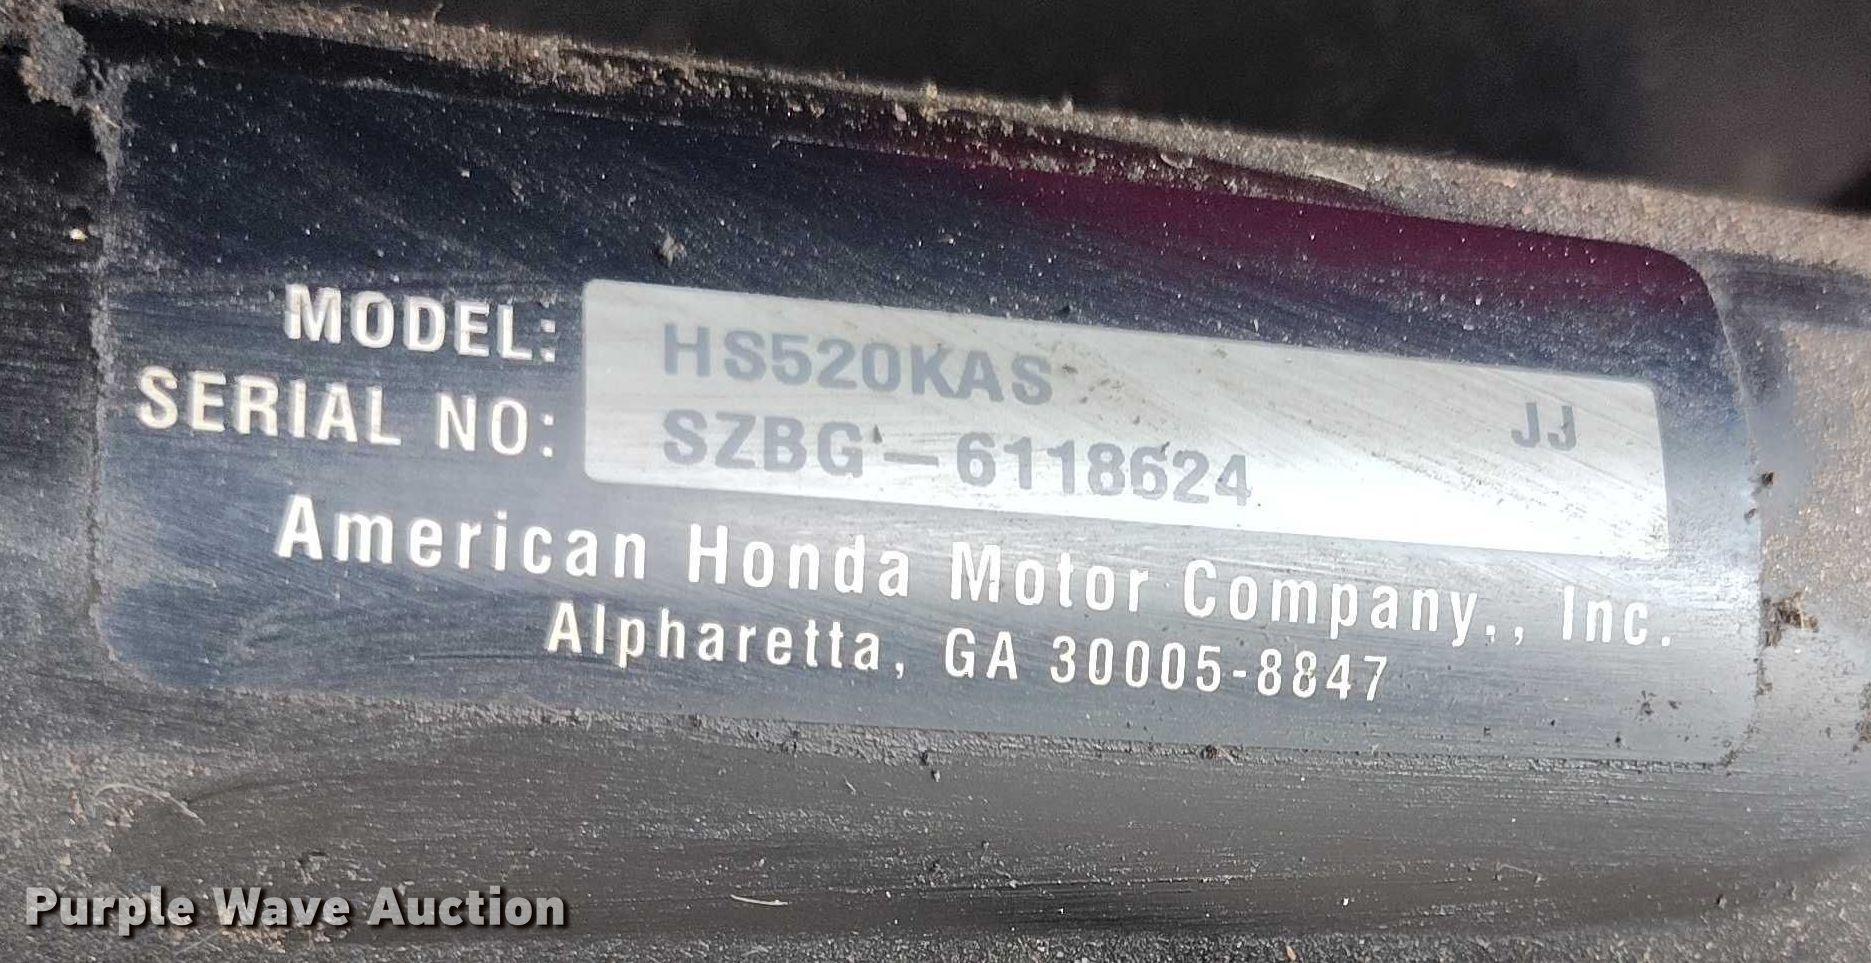 MODEL: HS520KAS JJ
SERIAL NO: SZBG-6118624
American Honda Motor Company,, Inc.
Alpharetta, GA 30005-8847
Purple Wave Auction